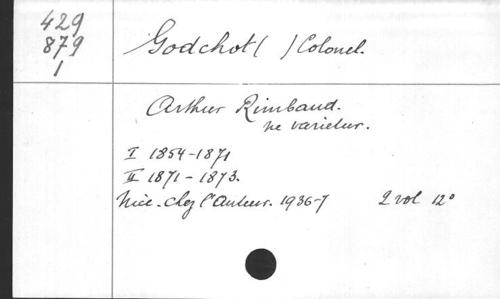 429
879
1
Godchot ( ) Colonel.
Arthur Rimbaud.
ne varietur.
I 1854-1871
II 1871-1873.
Nice. chez l'Auteur. 1936-7 2 vol 12°